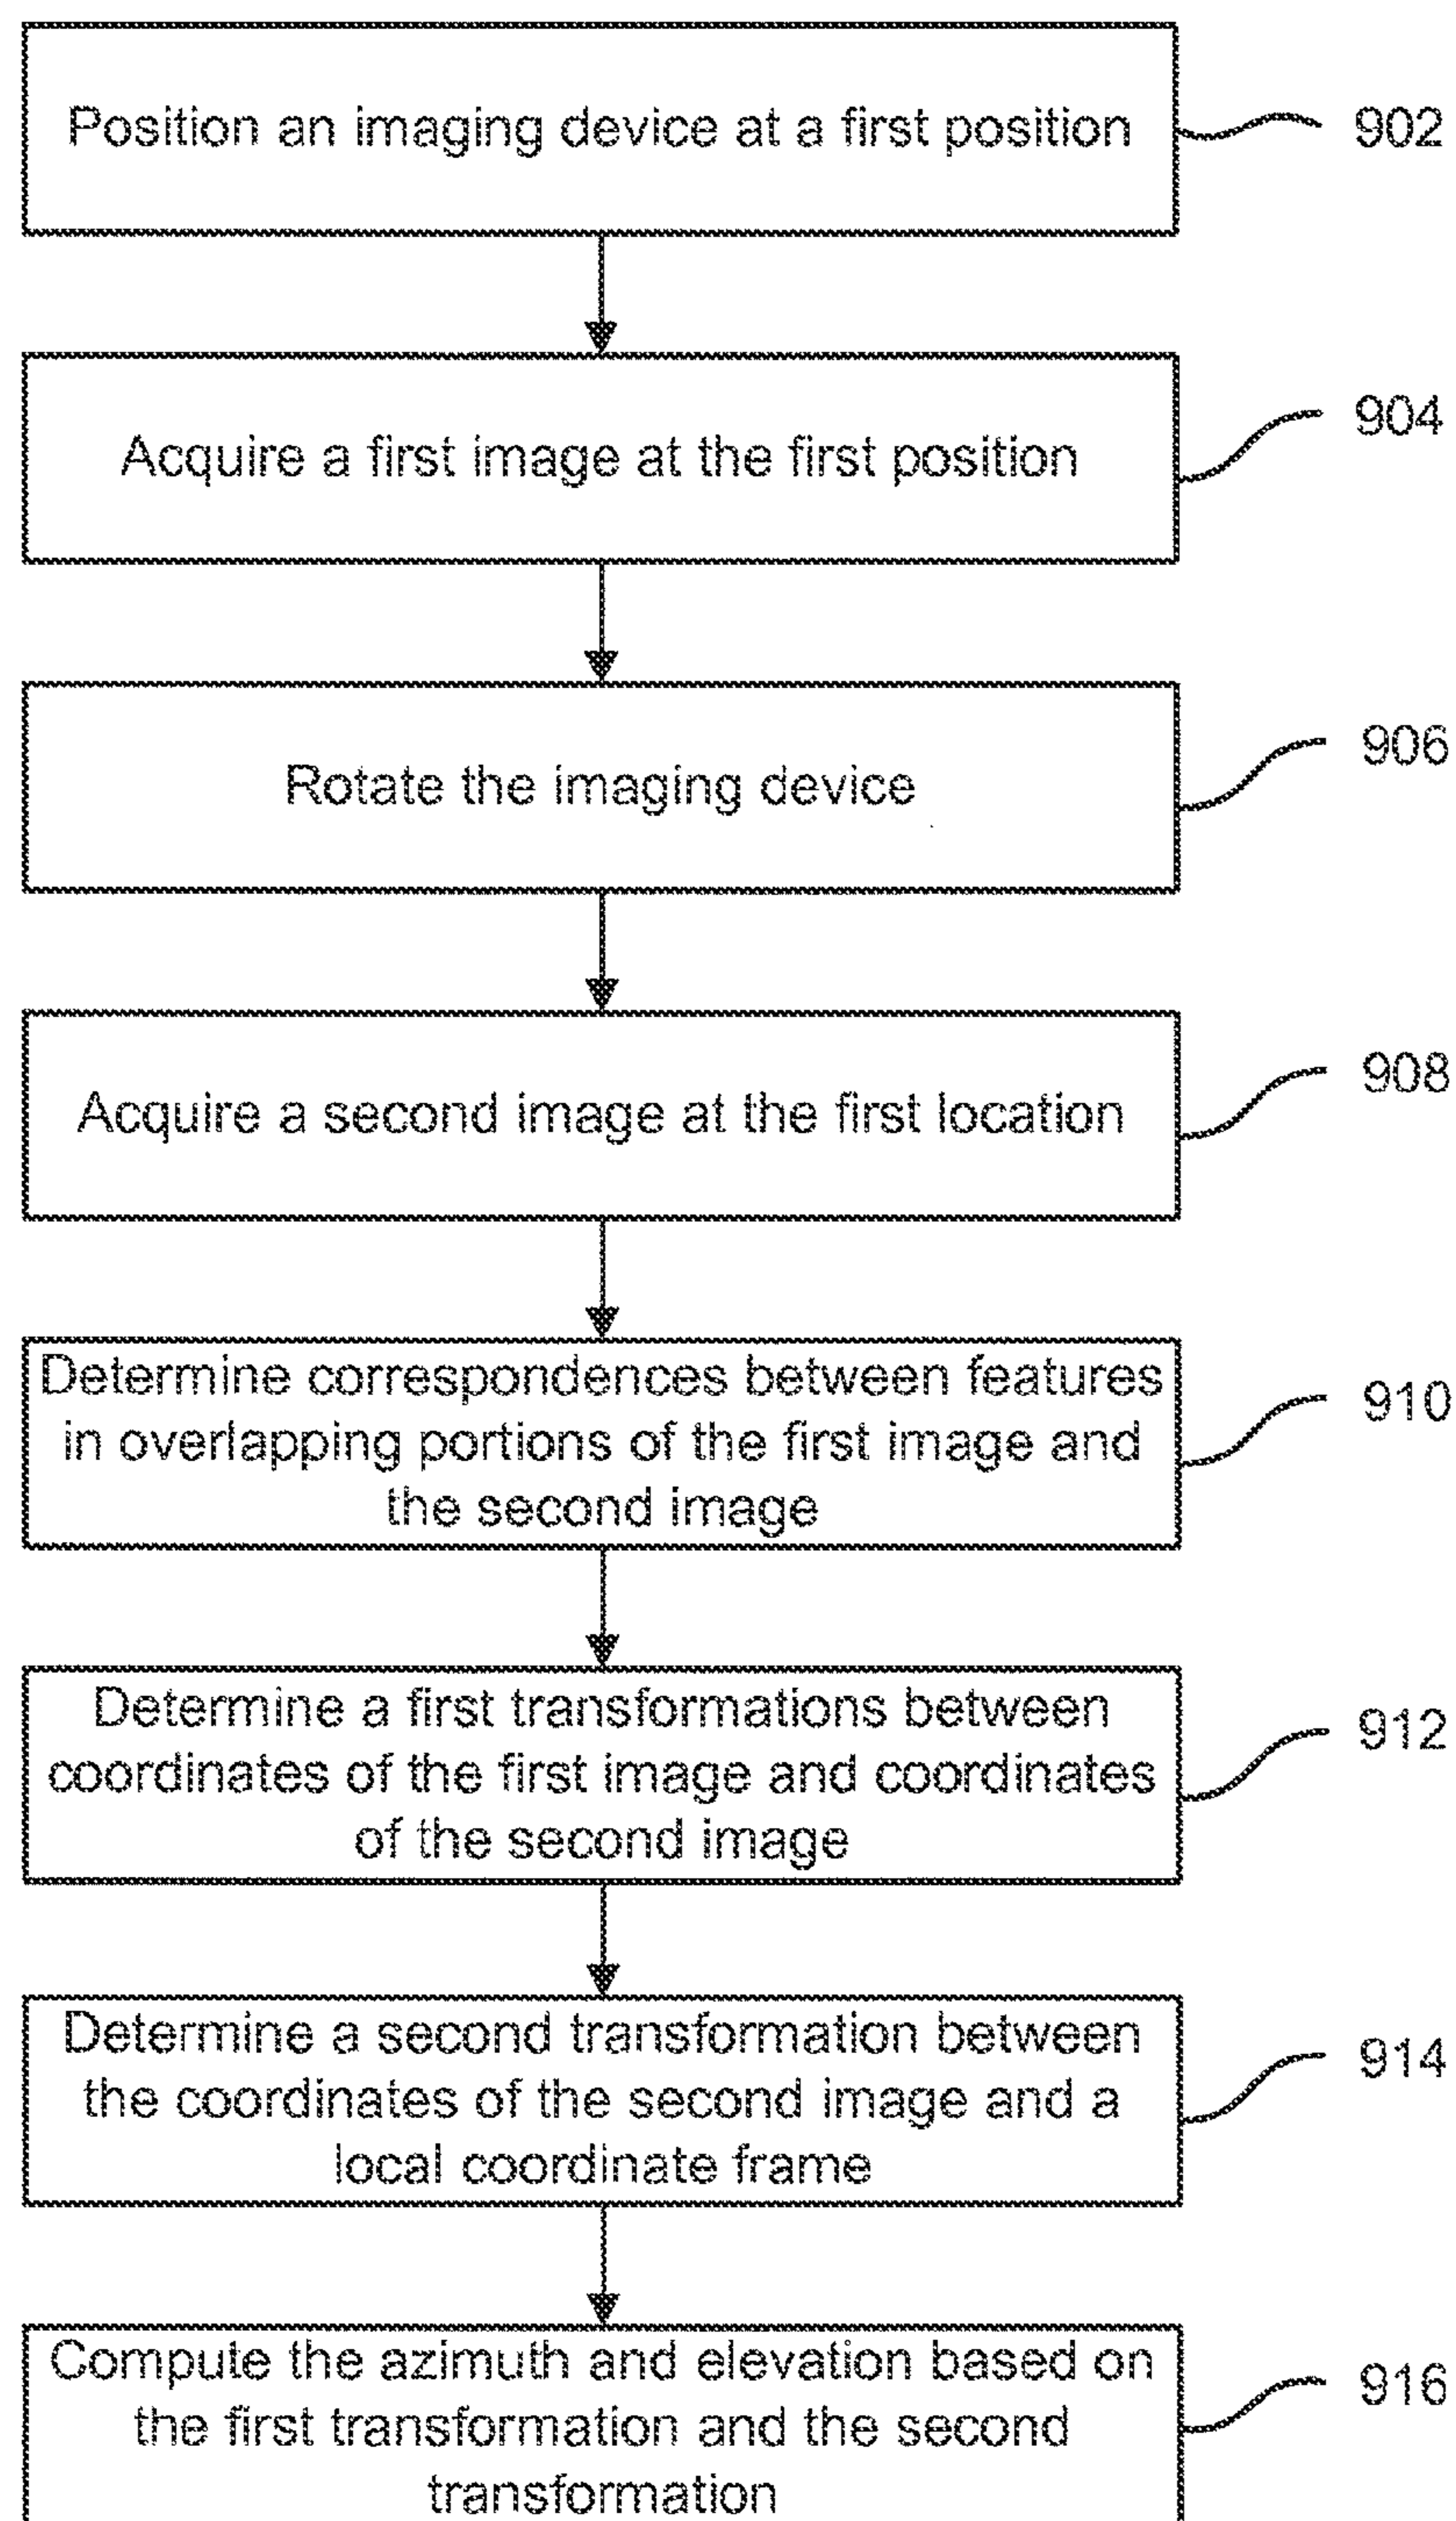 Position an imaging device at a first position
902
Acquire a first image at the first position
904
Rotate the imaging device
906
Acquire a second image at the first location
908
Determine correspondences between features
in overlapping portions of the first image and
the second image
910
Determine a first transformations between
coordinates of the first image and coordinates
of the second image
912
Determine a second transformation between
the coordinates of the second image and a
local coordinate frame
914
Compute the azimuth and elevation based on
the first transformation and the second
transformation
916